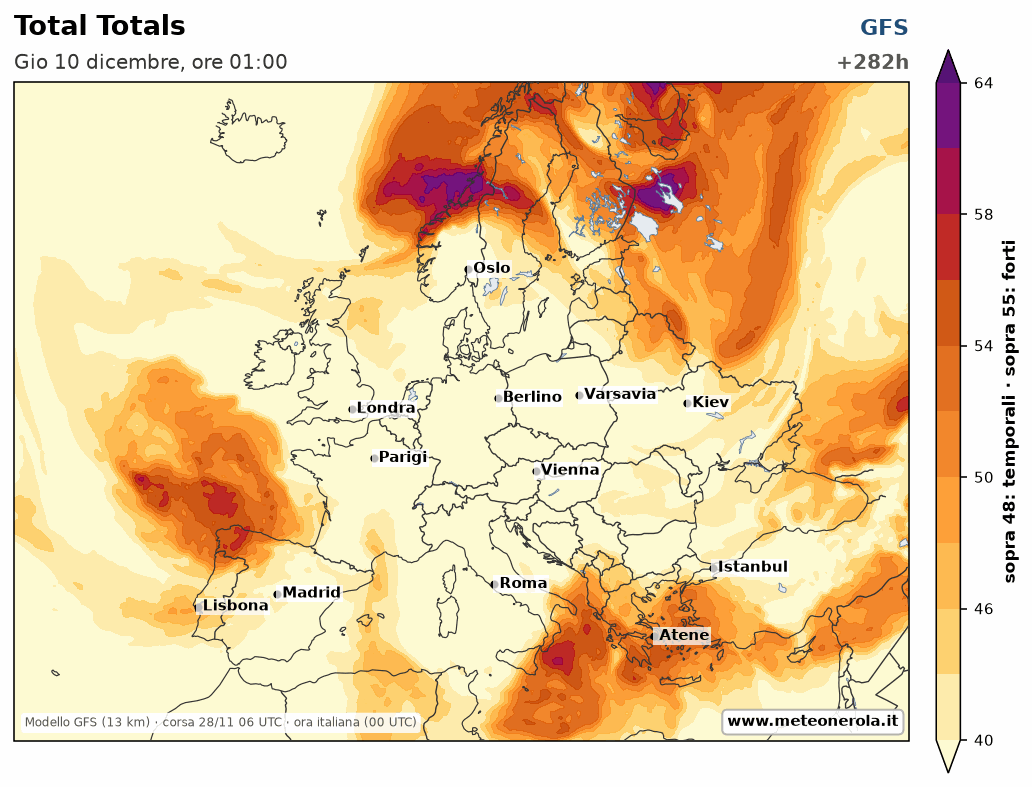 Total Totals
GFS
Gio 10 dicembre, ore 01:00
+282h
64
58
54
50
46
40
sopra 48: temporali · sopra 55: forti
Oslo
Berlino
Varsavia
Kiev
Londra
Parigi
Vienna
Istanbul
Roma
Madrid
Lisbona
Atene
Modello GFS (13 km) · corsa 28/11 06 UTC · ora italiana (00 UTC)
www.meteonerola.it